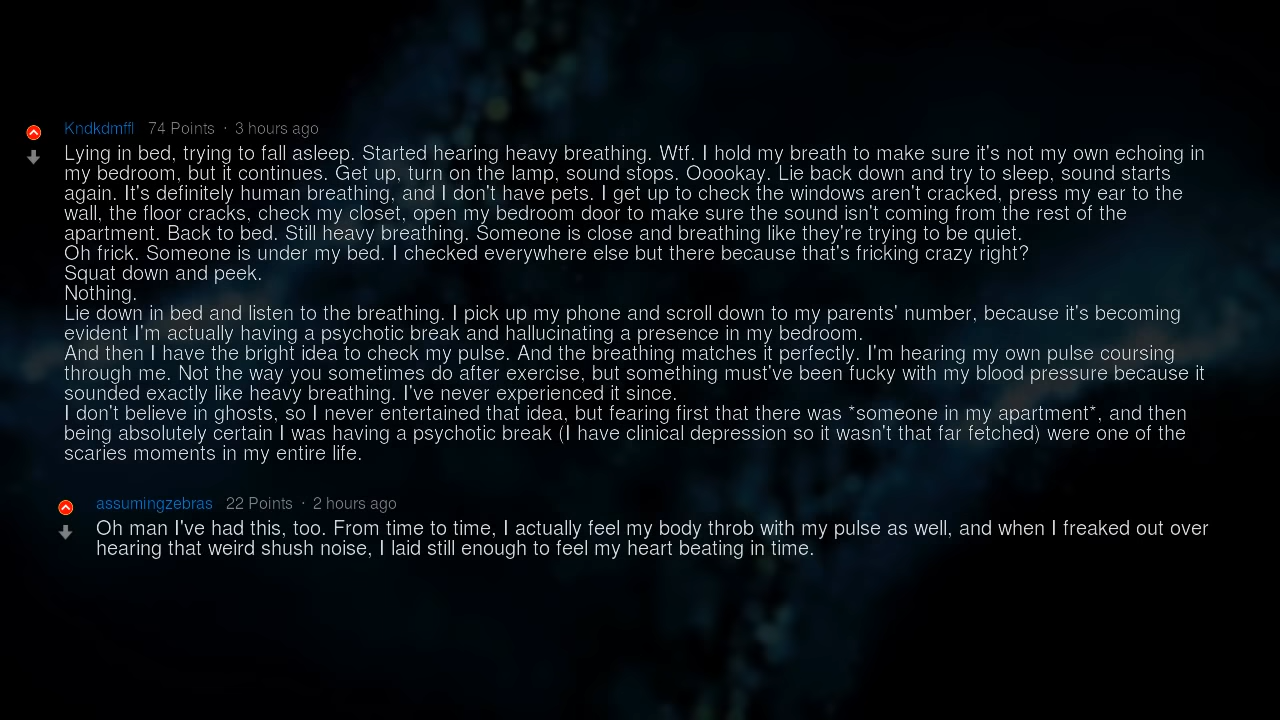 Kndkdmffl 74 Points · 3 hours ago
Lying in bed, trying to fall asleep. Started hearing heavy breathing. Wtf. I hold my breath to make sure it's not my own echoing in
my bedroom, but it continues. Get up, turn on the lamp, sound stops. Ooookay. Lie back down and try to sleep, sound starts
again. It's definitely human breathing, and I don't have pets. I get up to check the windows aren't cracked, press my ear to the
wall, the floor cracks, check my closet, open my bedroom door to make sure the sound isn't coming from the rest of the
apartment. Back to bed. Still heavy breathing. Someone is close and breathing like they're trying to be quiet.
Oh frick. Someone is under my bed. I checked everywhere else but there because that's fricking crazy right?
Squat down and peek.
Nothing.
Lie down in bed and listen to the breathing. I pick up my phone and scroll down to my parents' number, because it's becoming
evident I'm actually having a psychotic break and hallucinating a presence in my bedroom.
And then I have the bright idea to check my pulse. And the breathing matches it perfectly. I'm hearing my own pulse coursing
through me. Not the way you sometimes do after exercise, but something must've been fucky with my blood pressure because it
sounded exactly like heavy breathing. I've never experienced it since.
I don't believe in ghosts, so I never entertained that idea, but fearing first that there was *someone in my apartment*, and then
being absolutely certain I was having a psychotic break (I have clinical depression so it wasn't that far fetched) were one of the
scaries moments in my entire life.
assumingzebras 22 Points · 2 hours ago
Oh man I've had this, too. From time to time, I actually feel my body throb with my pulse as well, and when I freaked out over
hearing that weird shush noise, I laid still enough to feel my heart beating in time.